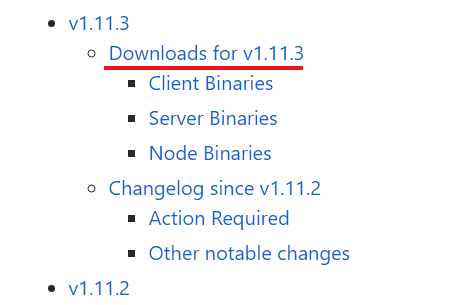 v1.11.3
Downloads for v1.11.3
Client Binaries
Server Binaries
Node Binaries
Changelog since v1.11.2
Action Required
Other notable changes
v1.11.2